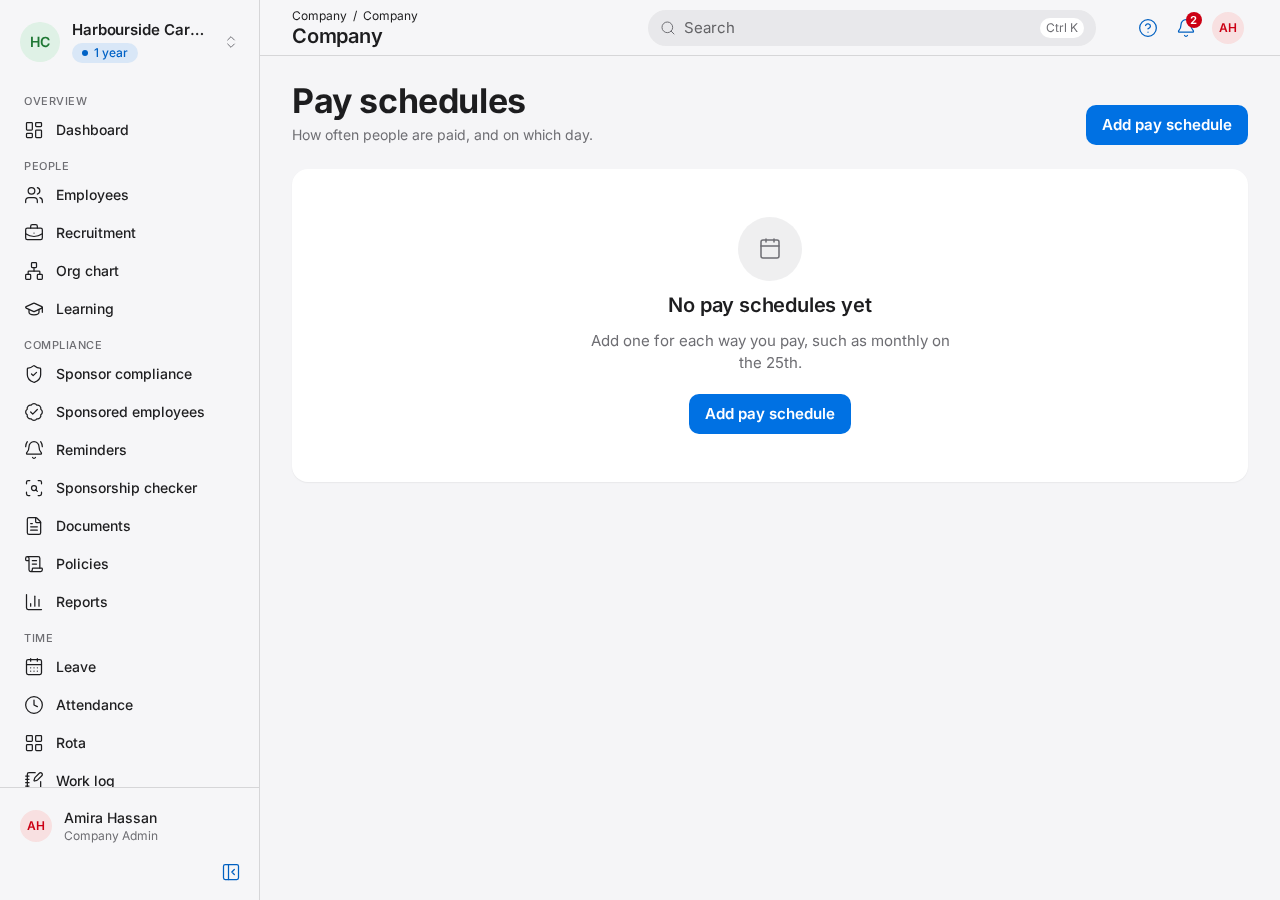 HC
Harbourside Car...
1 year
OVERVIEW
Dashboard
PEOPLE
Employees
Recruitment
Org chart
Learning
COMPLIANCE
Sponsor compliance
Sponsored employees
Reminders
Sponsorship checker
Documents
Policies
Reports
TIME
Leave
Attendance
Rota
Work log
AH
Amira Hassan
Company Admin
Company / Company
Company
Search
Ctrl K
2
AH
Pay schedules
How often people are paid, and on which day.
Add pay schedule
No pay schedules yet
Add one for each way you pay, such as monthly on
the 25th.
Add pay schedule